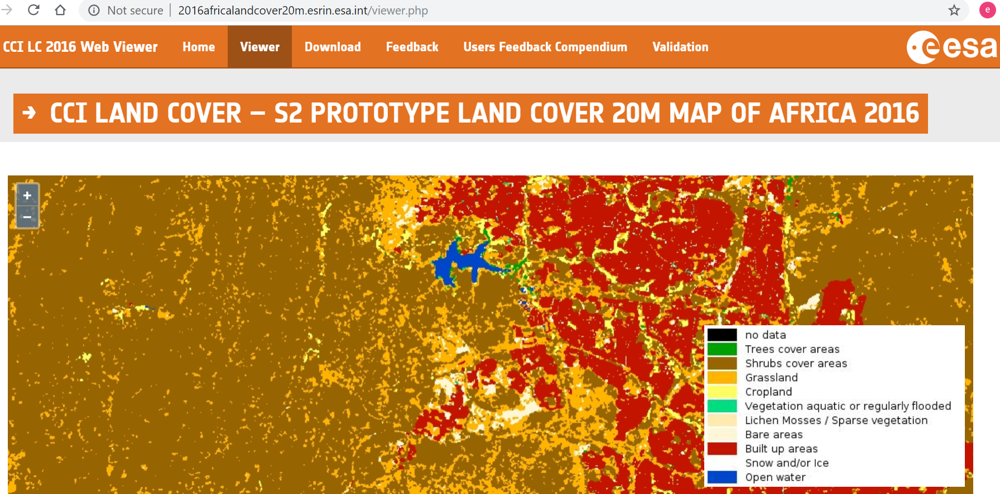 Not secure | 2016africalandcover20m.esrin.esa.int/viewer.php
e
CCI LC 2016 Web Viewer Home Viewer Download Feedback Users Feedback Compendium Validation
esa
CCI LAND COVER – S2 PROTOTYPE LAND COVER 20M MAP OF AFRICA 2016
+
−
no data
Trees cover areas
Shrubs cover areas
Grassland
Cropland
Vegetation aquatic or regularly flooded
Lichen Mosses / Sparse vegetation
Bare areas
Built up areas
Snow and/or Ice
Open water